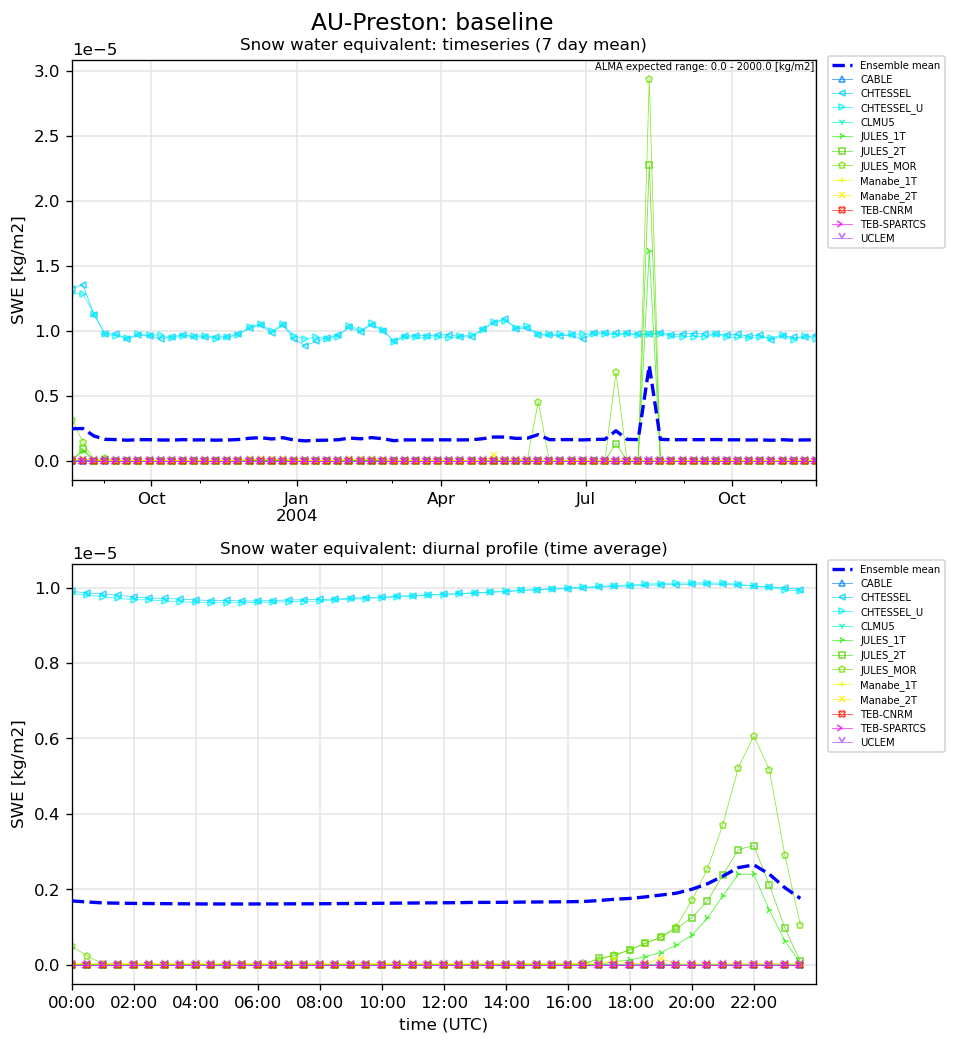 AU-Preston: baseline
Snow water equivalent: timeseries (7 day mean)
1e−5
ALMA expected range: 0.0 - 2000.0 [kg/m2]
3.0
2.5
2.0
1.5
1.0
0.5
0.0
SWE [kg/m2]
Oct
Jan
2004
Apr
Jul
Oct
Ensemble mean
CABLE
CHTESSEL
CHTESSEL_U
CLMU5
JULES_1T
JULES_2T
JULES_MOR
Manabe_1T
Manabe_2T
TEB-CNRM
TEB-SPARTCS
UCLEM
Snow water equivalent: diurnal profile (time average)
1e−5
1.0
0.8
0.6
0.4
0.2
0.0
SWE [kg/m2]
00:00
02:00
04:00
06:00
08:00
10:00
12:00
14:00
16:00
18:00
20:00
22:00
time (UTC)
Ensemble mean
CABLE
CHTESSEL
CHTESSEL_U
CLMU5
JULES_1T
JULES_2T
JULES_MOR
Manabe_1T
Manabe_2T
TEB-CNRM
TEB-SPARTCS
UCLEM